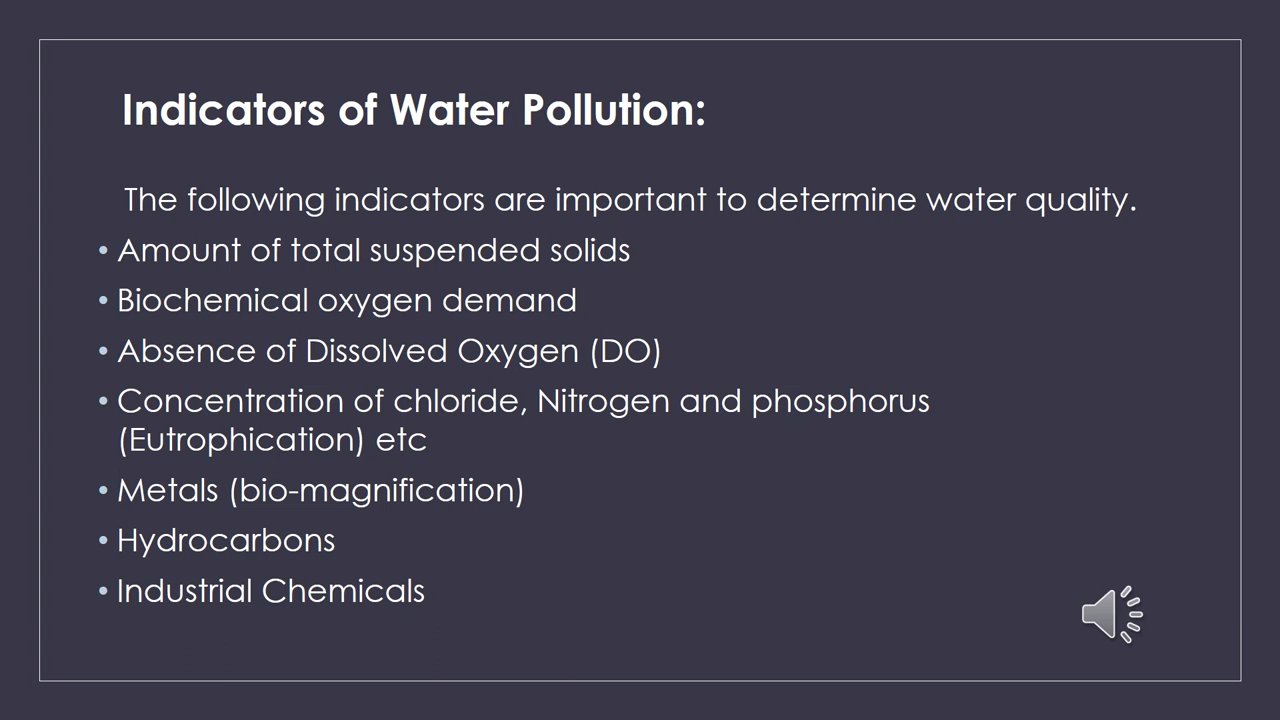 Indicators of Water Pollution:
The following indicators are important to determine water quality.
• Amount of total suspended solids
• Biochemical oxygen demand
• Absence of Dissolved Oxygen (DO)
• Concentration of chloride, Nitrogen and phosphorus
(Eutrophication) etc
• Metals (bio-magnification)
• Hydrocarbons
• Industrial Chemicals